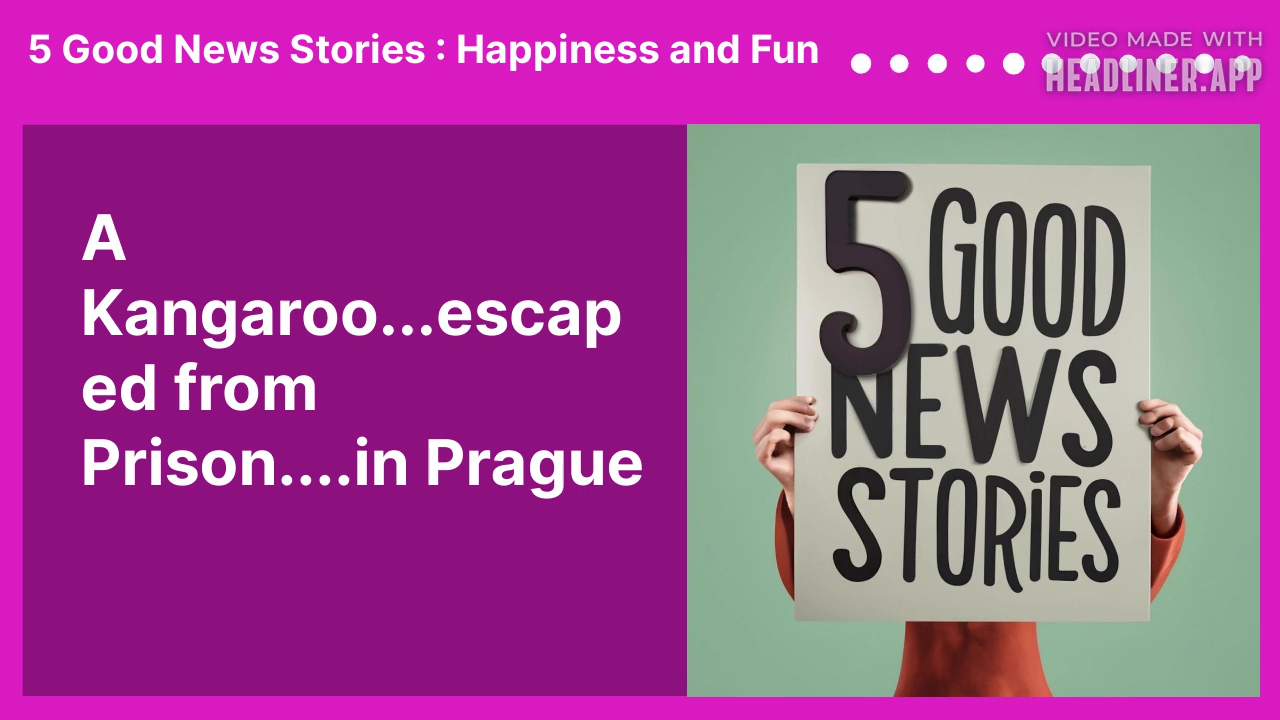 5 Good News Stories : Happiness and Fun
VIDEO MADE WITH
HEADLINER.APP
A
Kangaroo...escap
ed from
Prison....in Prague
5 GOOD
NEWS
STORiES